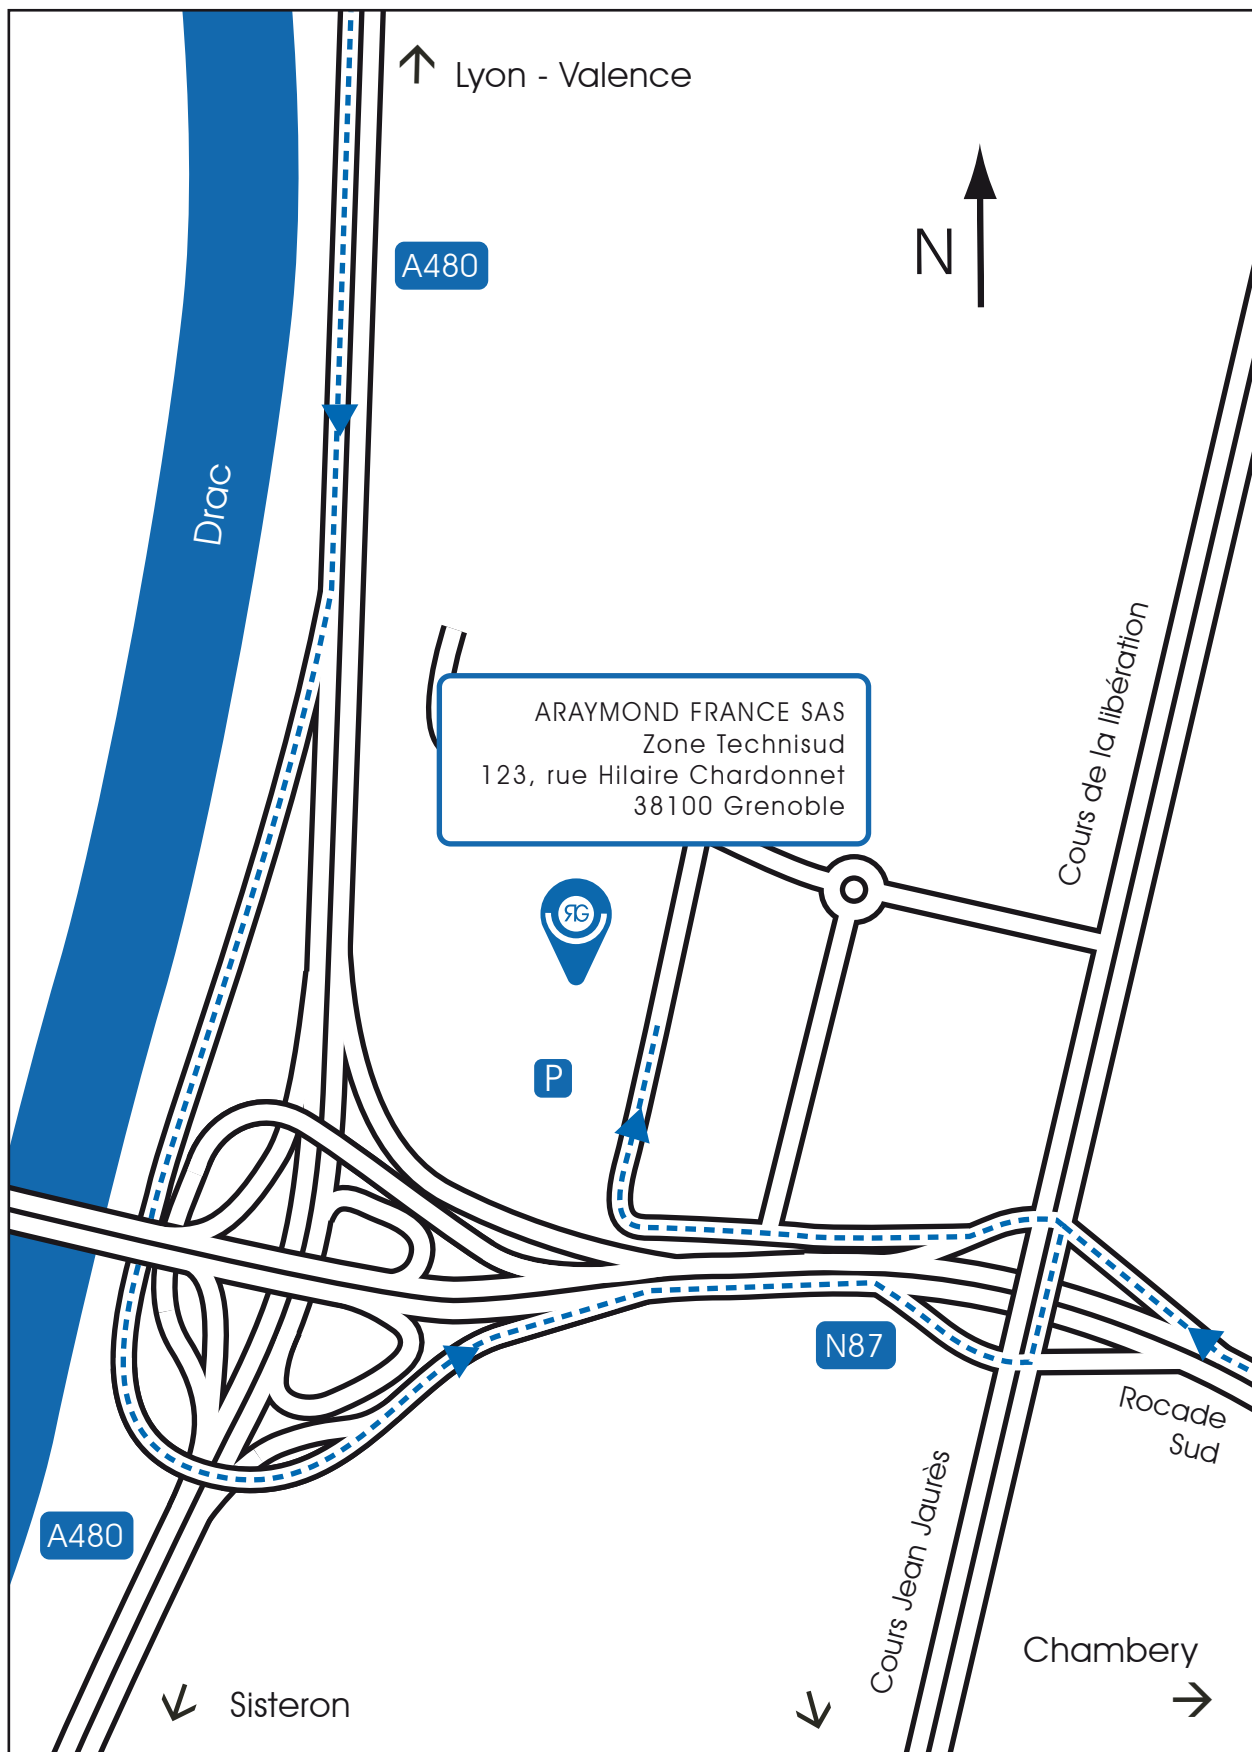 Lyon - Valence
N
A480
Drac
Cours de la libération
ARAYMOND FRANCE SAS
Zone Technisud
123, rue Hilaire Chardonnet
38100 Grenoble
RG
P
N87
Rocade
Sud
Cours Jean Jaurès
A480
Chambery
Sisteron